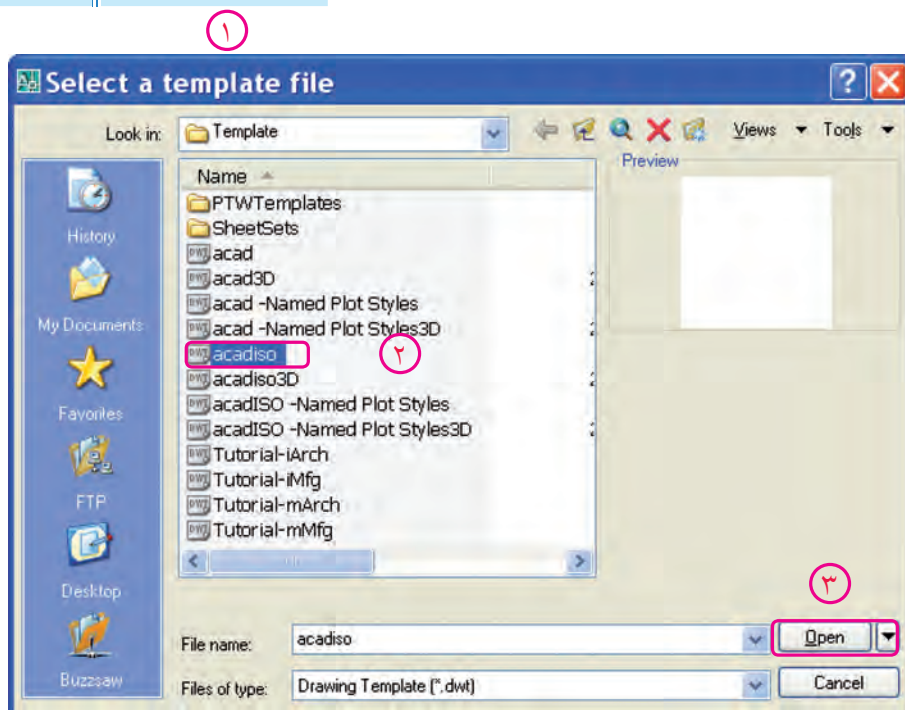 ۱
Select a template file
Look in: Template Views Tools
Name
Preview
PTWTemplates
SheetSets
acad
acad3D
acad -Named Plot Styles
acad -Named Plot Styles3D
acadiso
۲
acadiso3D
acadISO -Named Plot Styles
acadISO -Named Plot Styles3D
Tutorial-iArch
Tutorial-iMfg
Tutorial-mArch
Tutorial-mMfg
History
My Documents
Favorites
FTP
Desktop
Buzzsaw
۳
File name: acadiso Open
Files of type: Drawing Template (*.dwt) Cancel